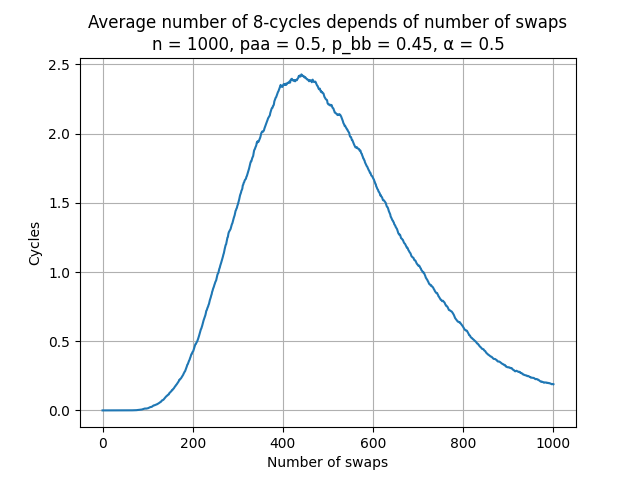 Average number of 8-cycles depends of number of swaps
n = 1000, paa = 0.5, p_bb = 0.45, α = 0.5
2.5
2.0
1.5
1.0
0.5
0.0
Cycles
0 200 400 600 800 1000
Number of swaps